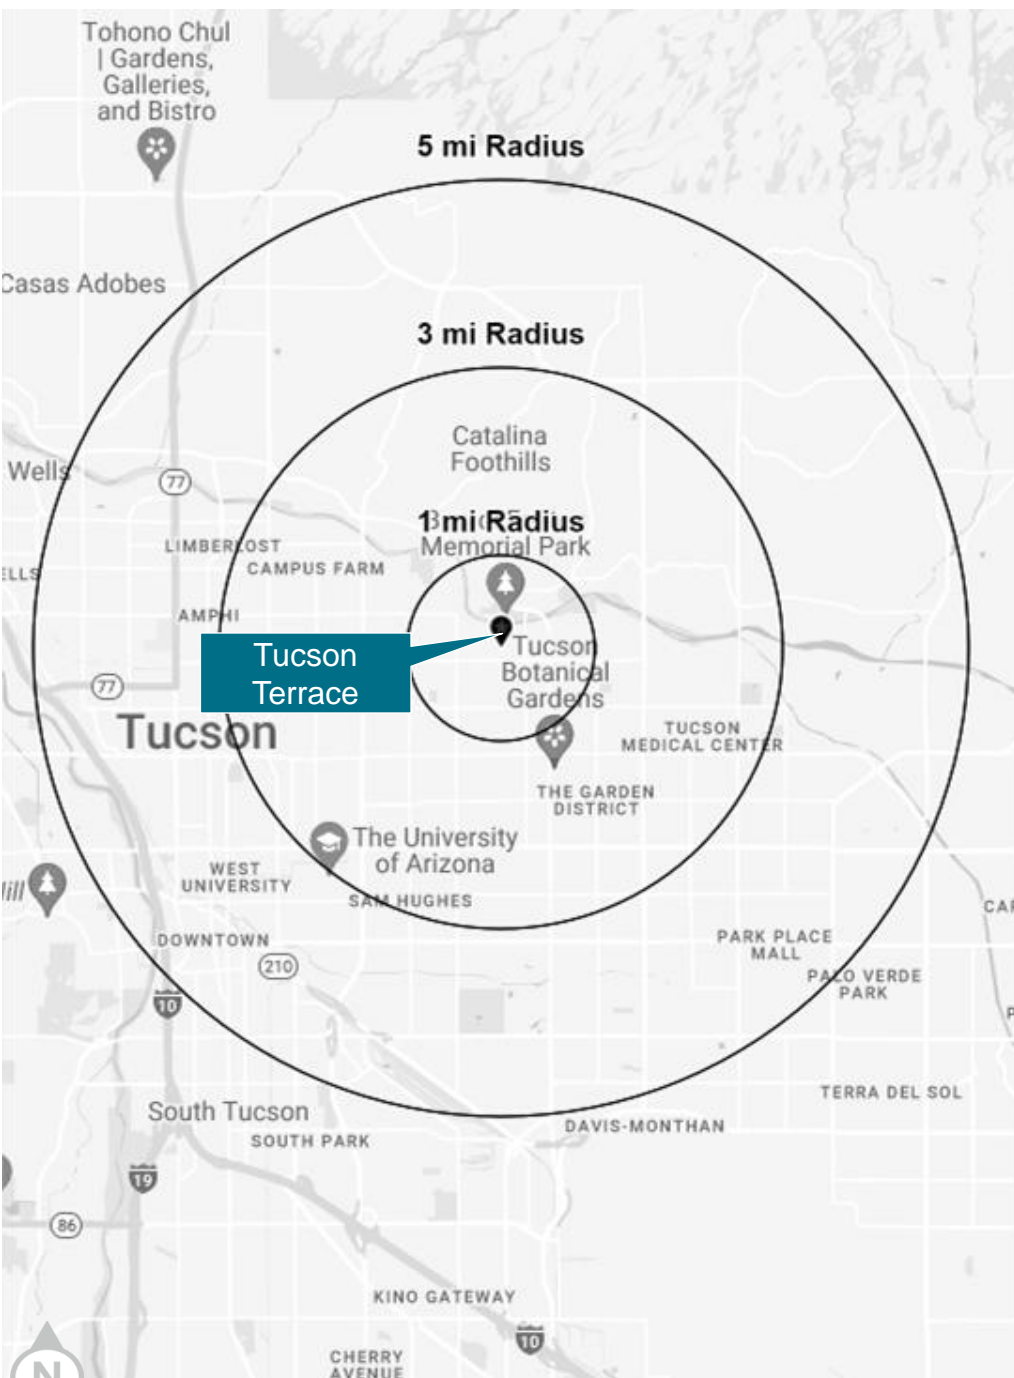 Tohono Chul
| Gardens,
Galleries,
and Bistro
5 mi Radius
Casas Adobes
3 mi Radius
Catalina
Foothills
Wells
77
1 mi Radius
Memorial Park
LIMBERLOST
CAMPUS FARM
ELLS
AMPHI
Tucson
Terrace
Tucson
Botanical
Gardens
77
Tucson
TUCSON
MEDICAL CENTER
THE GARDEN
DISTRICT
The University
of Arizona
WEST
UNIVERSITY
SAM HUGHES
ill
CAR
DOWNTOWN
210
PARK PLACE
MALL
PALO VERDE
PARK
10
P
TERRA DEL SOL
South Tucson
SOUTH PARK
DAVIS-MONTHAN
19
86
KINO GATEWAY
10
CHERRY
AVENUE
N